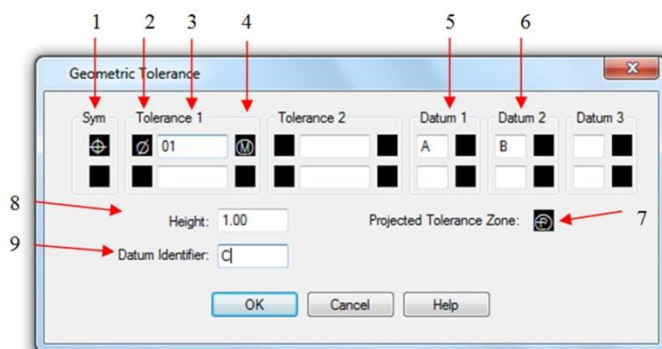 1 2 3 4 5 6
Geometric Tolerance
Sym Tolerance 1 Tolerance 2 Datum 1 Datum 2 Datum 3
⌖ Ø 01 Ⓜ A B
8
Height: 1.00 Projected Tolerance Zone: Ⓟ 7
9 Datum Identifier: C
OK Cancel Help